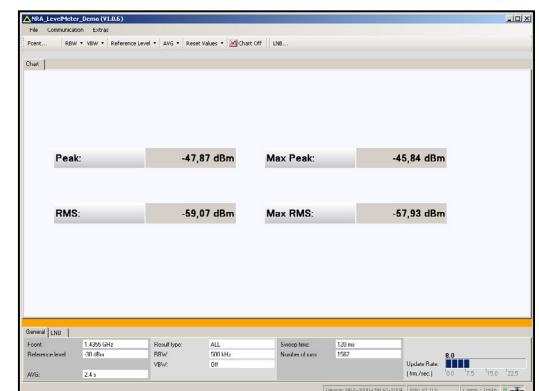 NRA_LevelMeter_Demo (V1.0.6)
File Communication Extras
Fcent... RBW VBW Reference Level AVG Reset Values Chart Off LNB...
Chart
Peak: -47,87 dBm Max Peak: -45,84 dBm
RMS: -59,07 dBm Max RMS: -57,93 dBm
General LNB
Fcent: 1.4355 GHz Result type: ALL Sweep time: 120 ms
Reference level: -30 dBm RBW: 500 kHz Number of runs: 1562
VBW: Off Update Rate: 8.0
AVG: 2.4 s (frm./sec.) 0.0 7.5 15.0 22.5